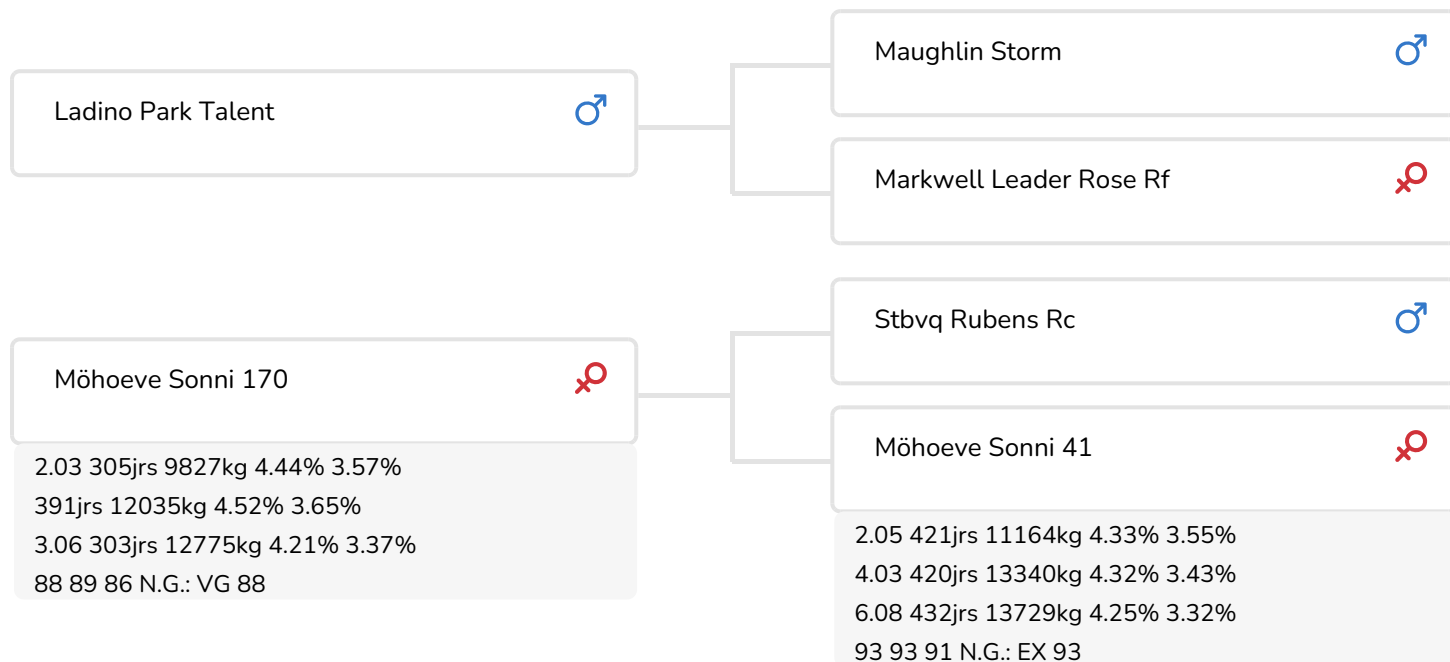 Ladino Park Talent
Maughlin Storm
Markwell Leader Rose Rf
Möhoeve Sonni 170
2.03 305jrs 9827kg 4.44% 3.57%
391jrs 12035kg 4.52% 3.65%
3.06 303jrs 12775kg 4.21% 3.37%
88 89 86 N.G.: VG 88
Stbvq Rubens Rc
Möhoeve Sonni 41
2.05 421jrs 11164kg 4.33% 3.55%
4.03 420jrs 13340kg 4.32% 3.43%
6.08 432jrs 13729kg 4.25% 3.32%
93 93 91 N.G.: EX 93